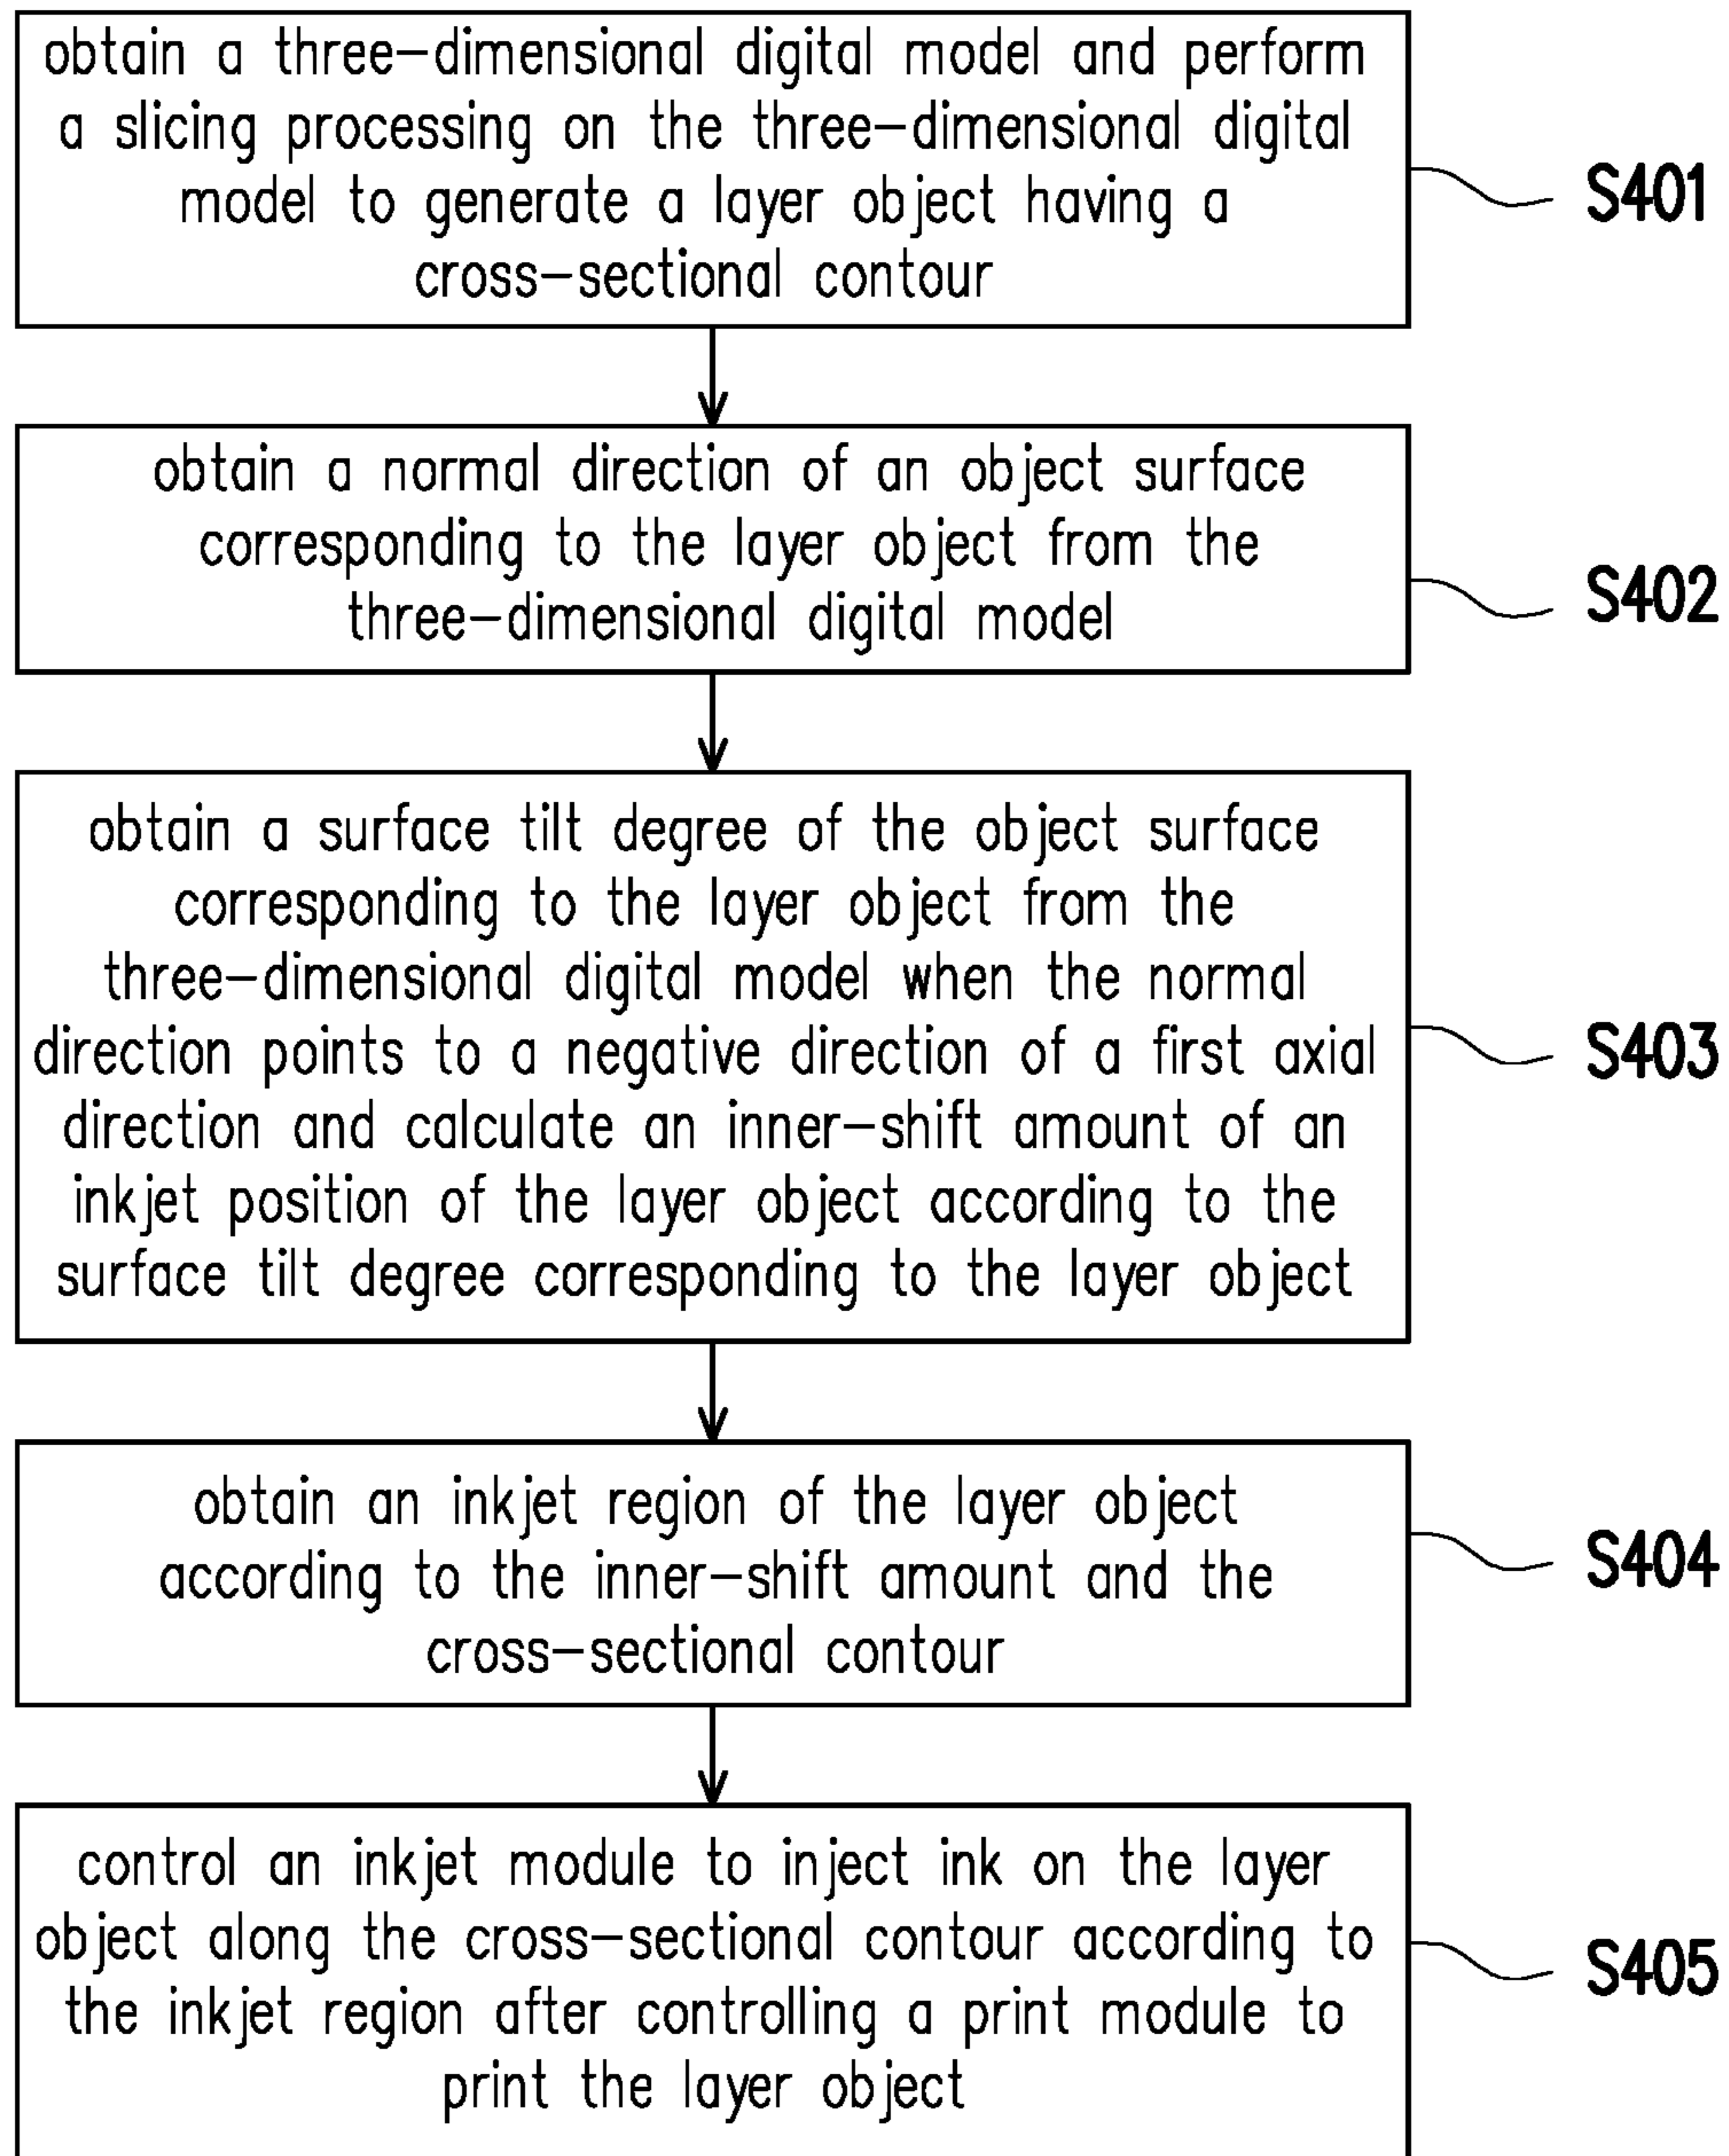 obtain a three-dimensional digital model and perform
a slicing processing on the three-dimensional digital
model to generate a layer object having a
cross-sectional contour
S401
obtain a normal direction of an object surface
corresponding to the layer object from the
three-dimensional digital model
S402
obtain a surface tilt degree of the object surface
corresponding to the layer object from the
three-dimensional digital model when the normal
direction points to a negative direction of a first axial
direction and calculate an inner-shift amount of an
inkjet position of the layer object according to the
surface tilt degree corresponding to the layer object
S403
obtain an inkjet region of the layer object
according to the inner-shift amount and the
cross-sectional contour
S404
control an inkjet module to inject ink on the layer
object along the cross-sectional contour according to
the inkjet region after controlling a print module to
print the layer object
S405